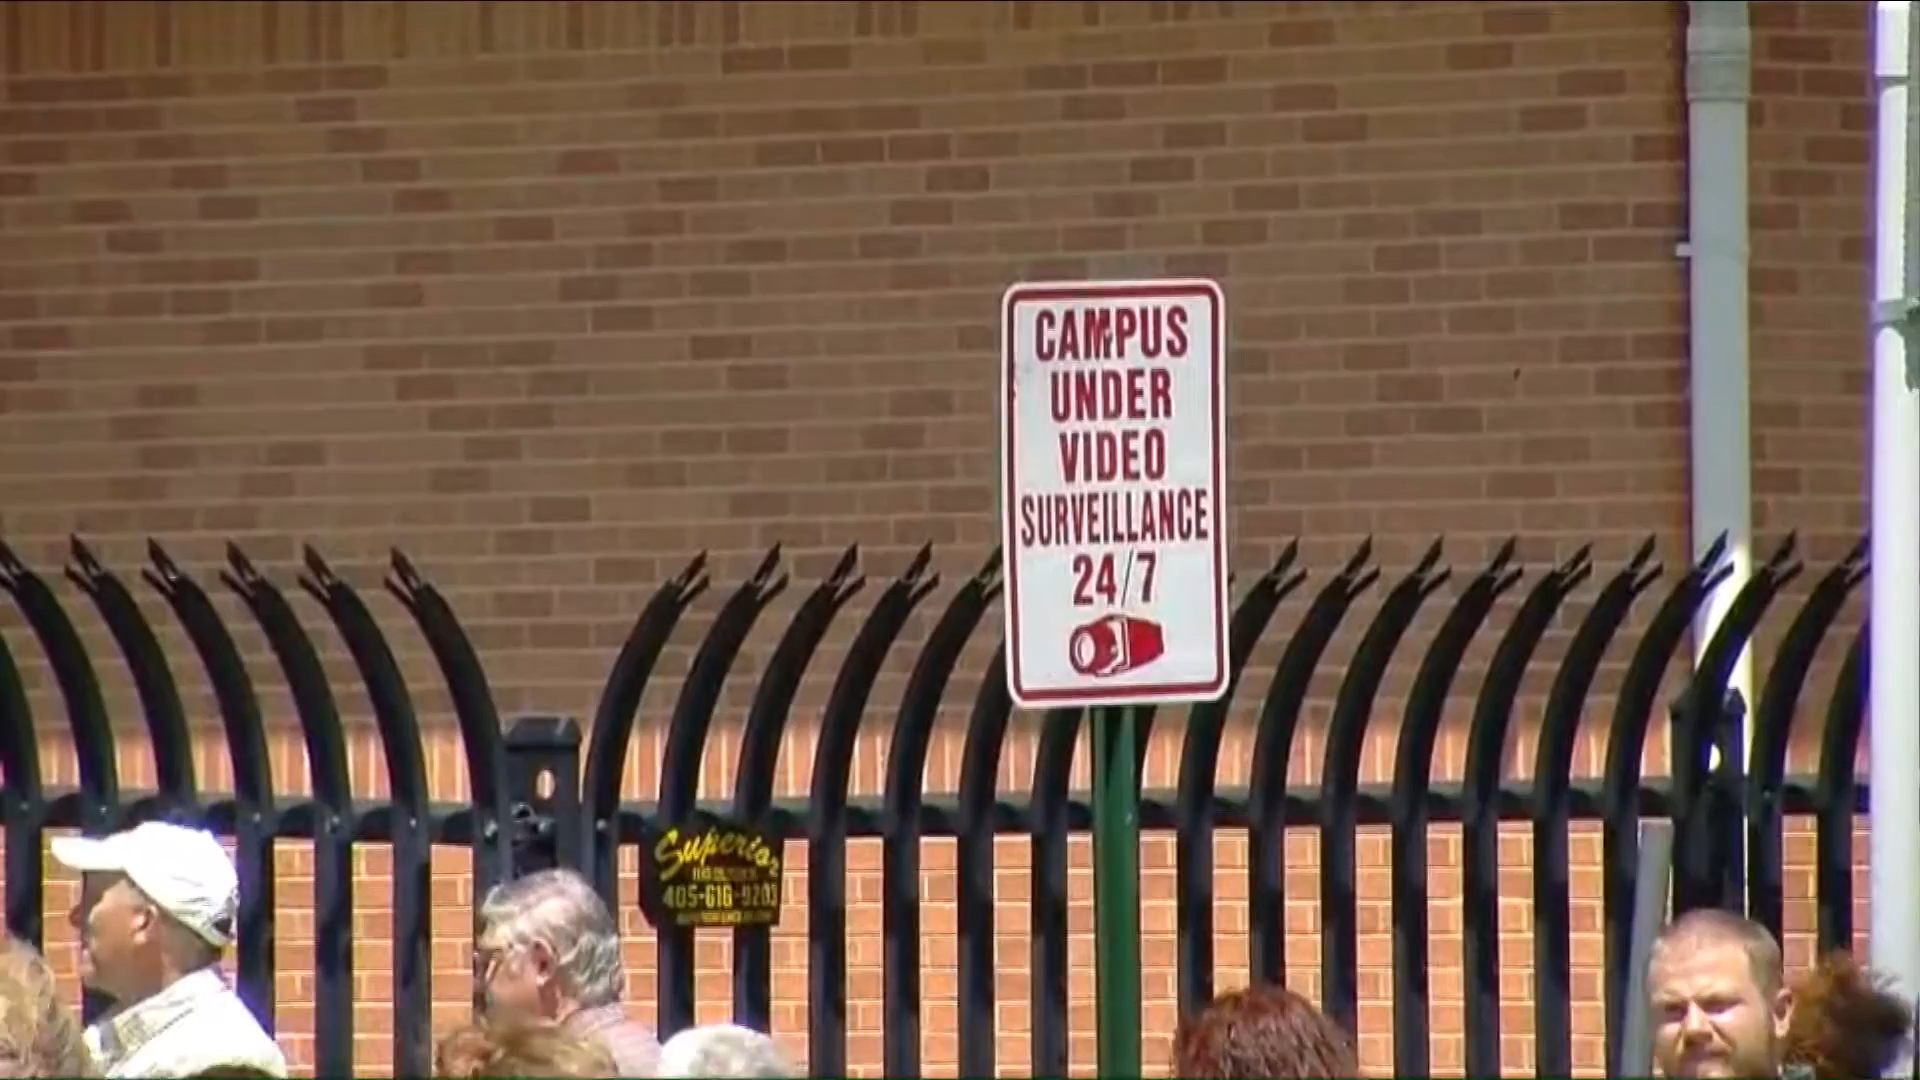 CAMPUS
UNDER
VIDEO
SURVEILLANCE
24/7
Superior
405-616-9203